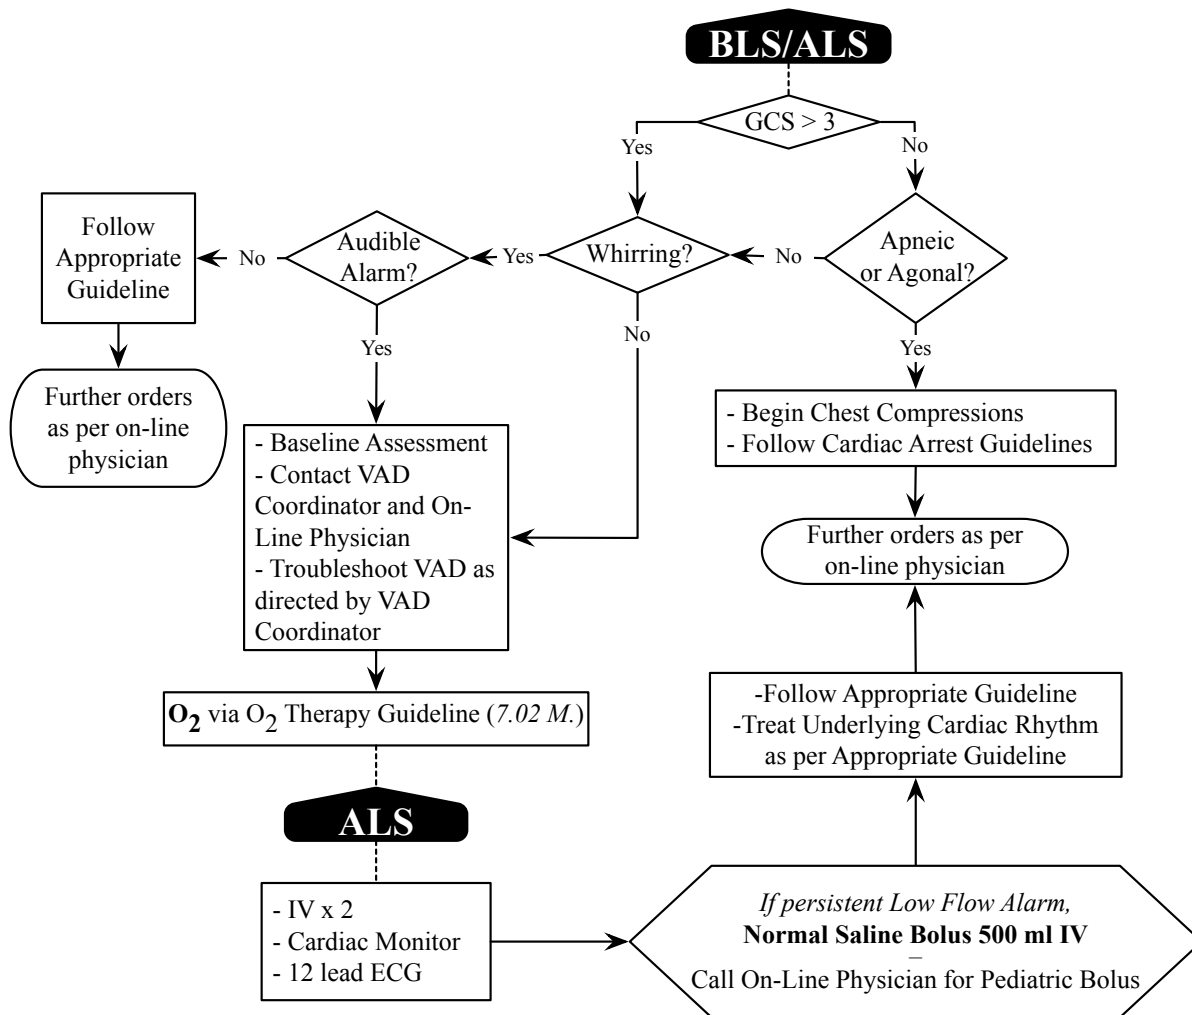 BLS/ALS
GCS > 3
Yes
No
Follow
Appropriate
Guideline
No
Audible
Alarm?
Yes
Whirring?
No
Apneic
or Agonal?
Yes
No
Yes
Further orders
as per on-line
physician
- Baseline Assessment
- Contact VAD
Coordinator and On-
Line Physician
- Troubleshoot VAD as
directed by VAD
Coordinator
- Begin Chest Compressions
- Follow Cardiac Arrest Guidelines
Further orders as per
on-line physician
O2 via O2 Therapy Guideline (7.02 M.)
-Follow Appropriate Guideline
-Treat Underlying Cardiac Rhythm
as per Appropriate Guideline
ALS
- IV x 2
- Cardiac Monitor
- 12 lead ECG
If persistent Low Flow Alarm,
Normal Saline Bolus 500 ml IV
–
Call On-Line Physician for Pediatric Bolus